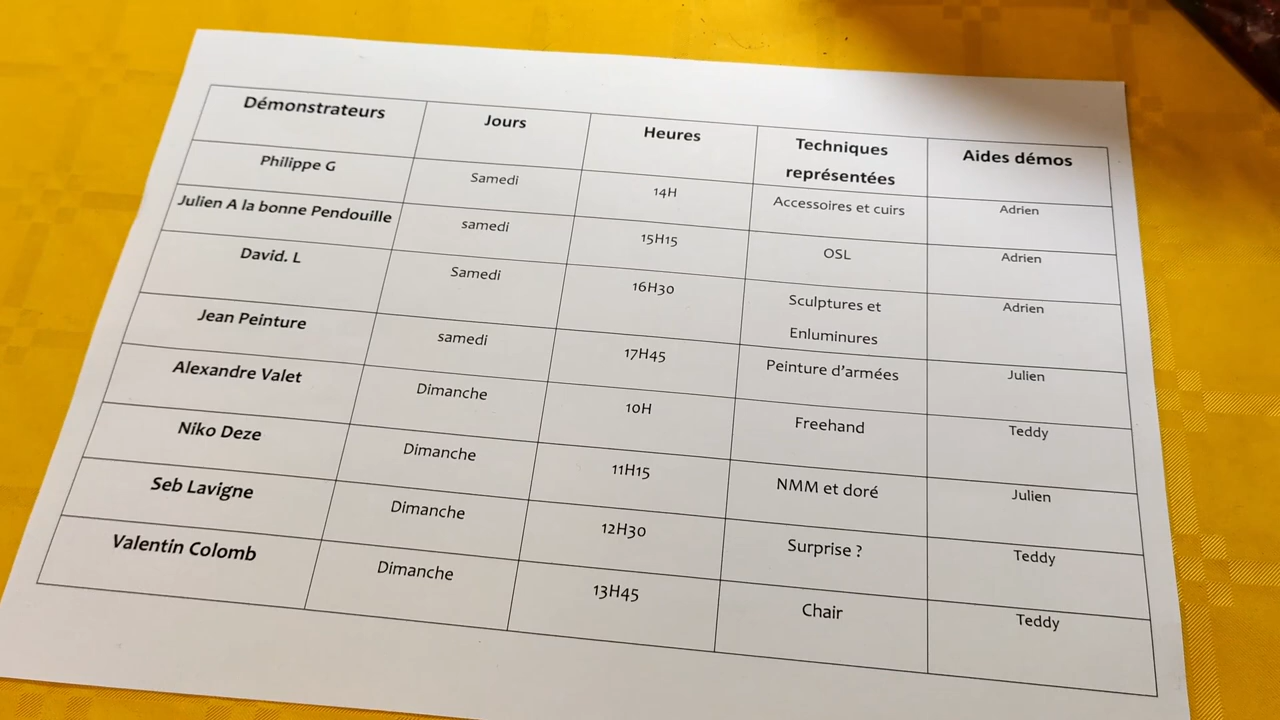 Démonstrateurs Jours Heures Techniques représentées Aides démos
Philippe G Samedi 14H Accessoires et cuirs Adrien
Julien A la bonne Pendouille samedi 15H15 OSL Adrien
David. L Samedi 16H30 Sculptures et Enluminures Adrien
Jean Peinture samedi 17H45 Peinture d'armées Julien
Alexandre Valet Dimanche 10H Freehand Teddy
Niko Deze Dimanche 11H15 NMM et doré Julien
Seb Lavigne Dimanche 12H30 Surprise ? Teddy
Valentin Colomb Dimanche 13H45 Chair Teddy